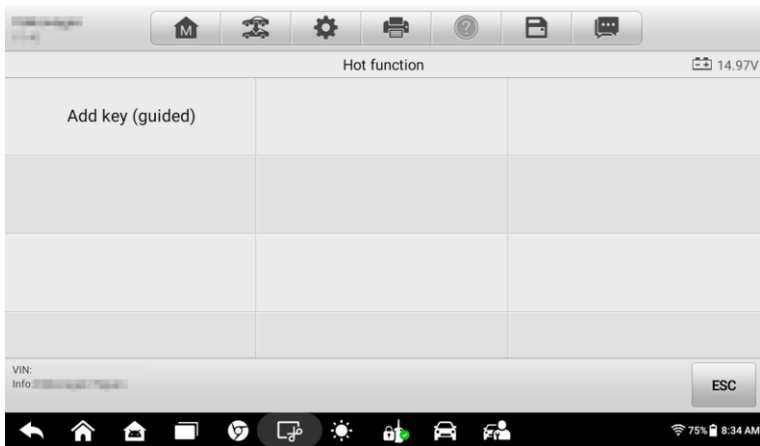 M
Hot function
14.97V
Add key (guided)
VIN:
Info:
ESC
75% 8:34 AM